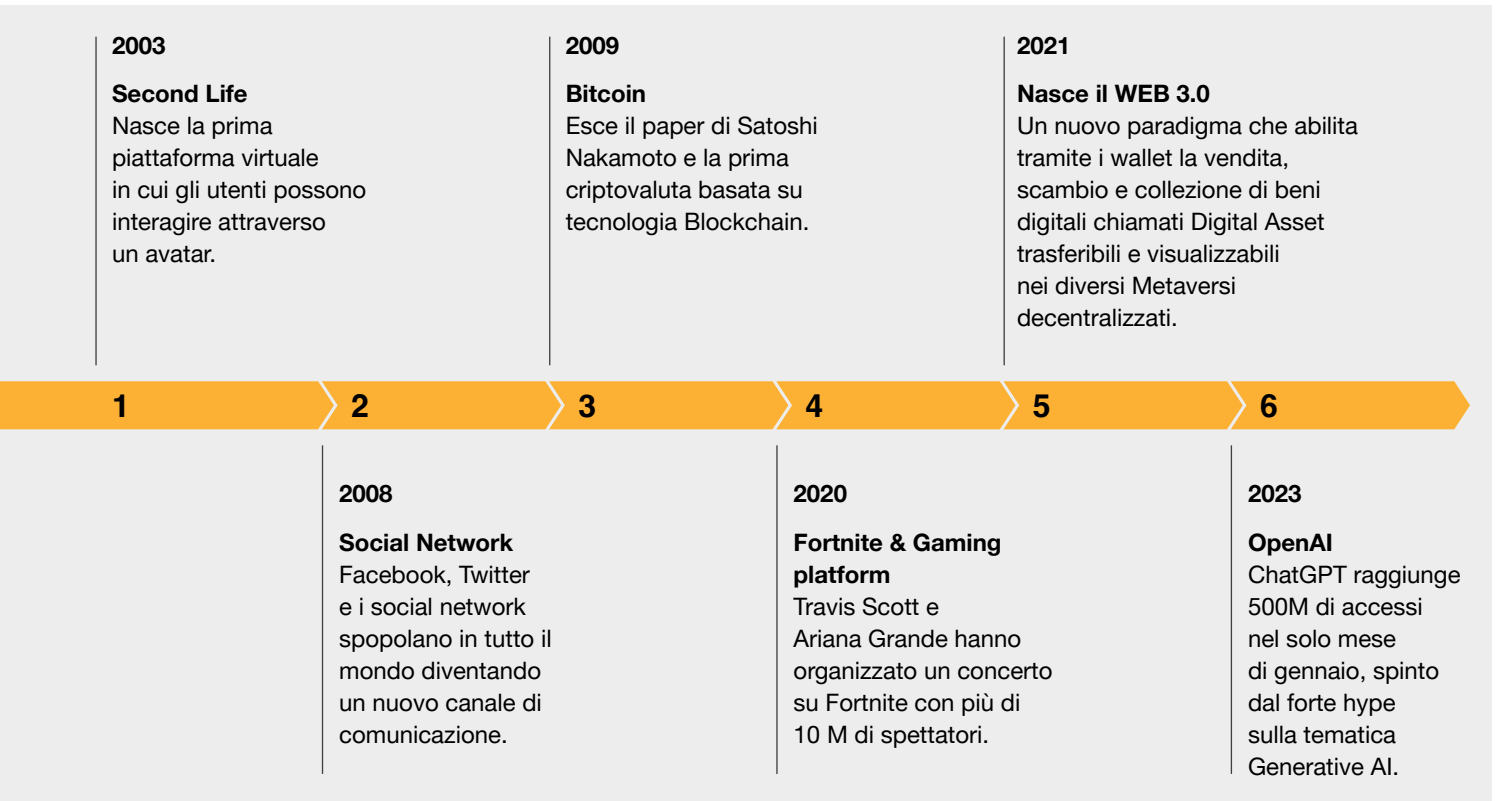 2003
Second Life
Nasce la prima
piattaforma virtuale
in cui gli utenti possono
interagire attraverso
un avatar.
2009
Bitcoin
Esce il paper di Satoshi
Nakamoto e la prima
criptovaluta basata su
tecnologia Blockchain.
2021
Nasce il WEB 3.0
Un nuovo paradigma che abilita
tramite i wallet la vendita,
scambio e collezione di beni
digitali chiamati Digital Asset
trasferibili e visualizzabili
nei diversi Metaversi
decentralizzati.
1
2
3
4
5
6
2008
Social Network
Facebook, Twitter
e i social network
spopolano in tutto il
mondo diventando
un nuovo canale di
comunicazione.
2020
Fortnite & Gaming
platform
Travis Scott e
Ariana Grande hanno
organizzato un concerto
su Fortnite con più di
10 M di spettatori.
2023
OpenAI
ChatGPT raggiunge
500M di accessi
nel solo mese
di gennaio, spinto
dal forte hype
sulla tematica
Generative AI.